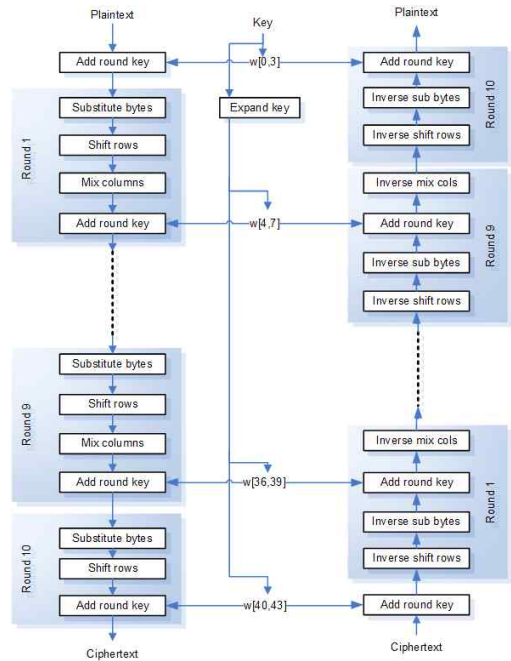 Plaintext
Add round key
Round 1
Substitute bytes
Shift rows
Mix columns
Add round key
Round 9
Substitute bytes
Shift rows
Mix columns
Add round key
Round 10
Substitute bytes
Shift rows
Add round key
Ciphertext
Key
w[0,3]
Expand key
w[4,7]
w[36,39]
w[40,43]
Plaintext
Add round key
Inverse sub bytes
Inverse shift rows
Round 10
Inverse mix cols
Add round key
Inverse sub bytes
Inverse shift rows
Round 9
Inverse mix cols
Add round key
Inverse sub bytes
Inverse shift rows
Round 1
Add round key
Ciphertext